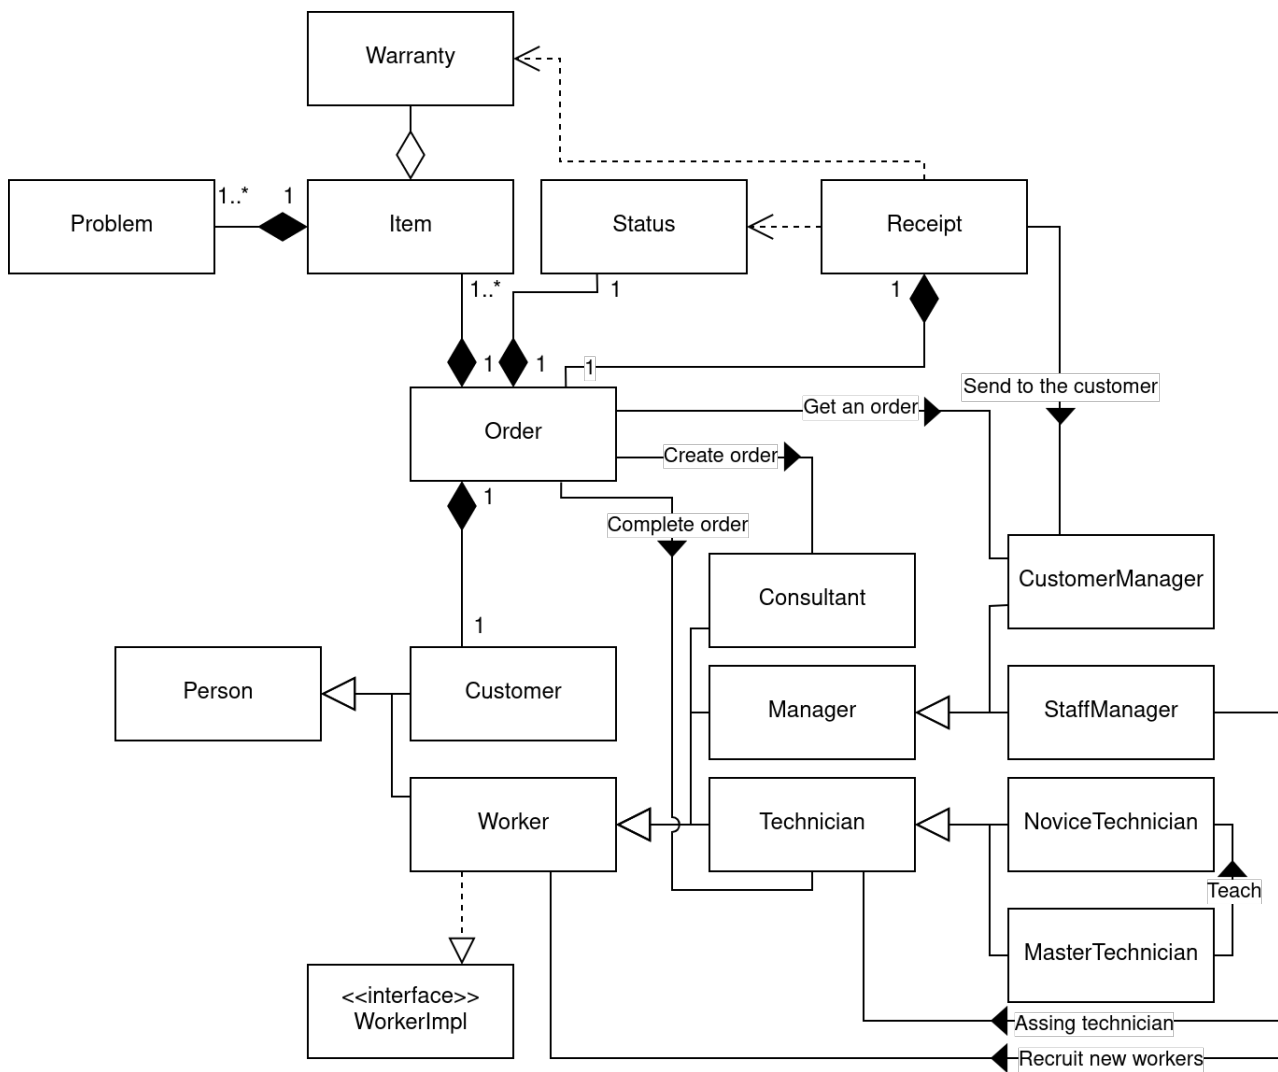 Warranty
1..*
1
Problem
Item
Status
Receipt
1..*
1
1
1
1
1
Send to the customer
Get an order
Order
Create order
1
Complete order
CustomerManager
Consultant
1
Person
Customer
Manager
StaffManager
Worker
Technician
NoviceTechnician
Teach
MasterTechnician
<<interface>>
WorkerImpl
Assing technician
Recruit new workers